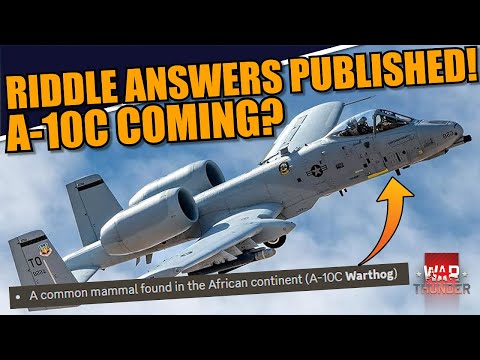 RIDDLE ANSWERS PUBLISHED!
A-10C COMING?
TO
• A common mammal found in the African continent (A-10C Warthog)
WAR
THUNDER